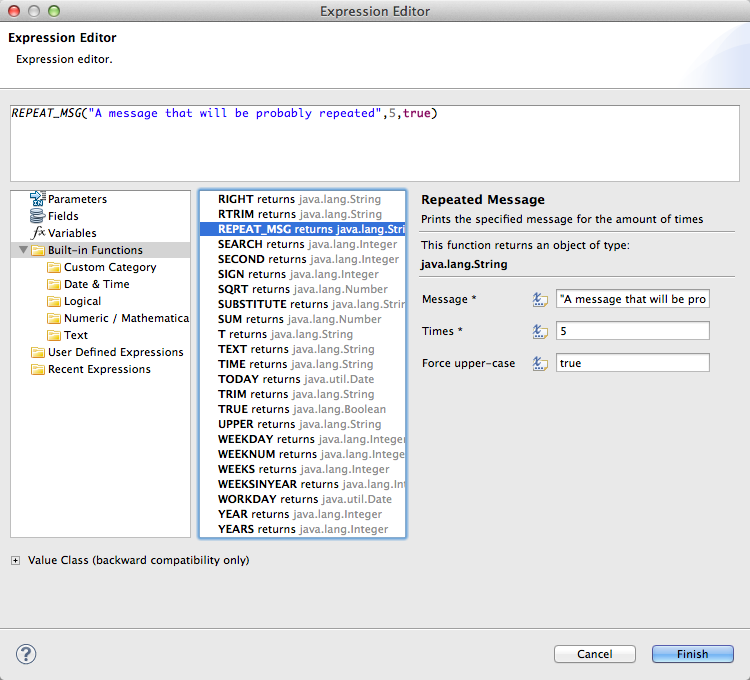 Expression Editor
Expression Editor
Expression editor.
REPEAT_MSG("A message that will be probably repeated",5,true)
Parameters
Fields
fx Variables
Built-in Functions
Custom Category
Date & Time
Logical
Numeric / Mathematica
Text
User Defined Expressions
Recent Expressions
RIGHT returns java.lang.String
RTRIM returns java.lang.String
REPEAT_MSG returns java.lang.Stri
SEARCH returns java.lang.Integer
SECOND returns java.lang.Integer
SIGN returns java.lang.Integer
SQRT returns java.lang.Number
SUBSTITUTE returns java.lang.Strin
SUM returns java.lang.Number
T returns java.lang.String
TEXT returns java.lang.String
TIME returns java.lang.String
TODAY returns java.util.Date
TRIM returns java.lang.String
TRUE returns java.lang.Boolean
UPPER returns java.lang.String
WEEKDAY returns java.lang.Integer
WEEKNUM returns java.lang.Intege
WEEKS returns java.lang.Integer
WEEKSINYEAR returns java.lang.Int
WORKDAY returns java.util.Date
YEAR returns java.lang.Integer
YEARS returns java.lang.Integer
Repeated Message
Prints the specified message for the amount of times
This function returns an object of type:
java.lang.String
Message * "A message that will be pro
Times * 5
Force upper-case true
Value Class (backward compatibility only)
?
Cancel Finish